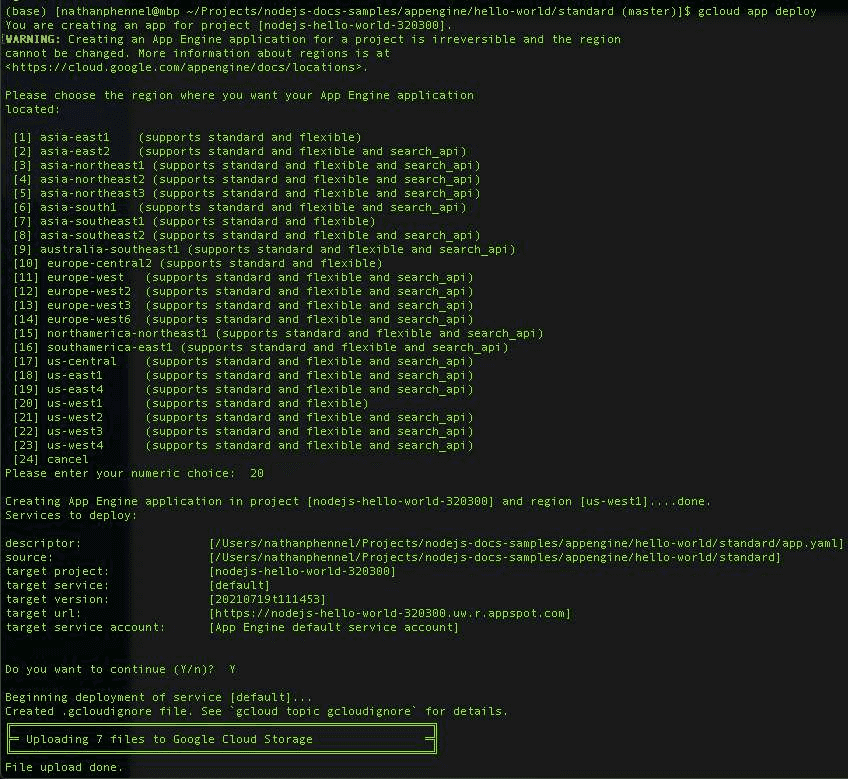 (base) [nathanphennel@mbp ~/Projects/nodejs-docs-samples/appengine/hello-world/standard (master)]$ gcloud app deploy
You are creating an app for project [nodejs-hello-world-320300].
WARNING: Creating an App Engine application for a project is irreversible and the region
cannot be changed. More information about regions is at
<https://cloud.google.com/appengine/docs/locations>.
Please choose the region where you want your App Engine application
located:
[1] asia-east1    (supports standard and flexible)
[2] asia-east2    (supports standard and flexible and search_api)
[3] asia-northeast1 (supports standard and flexible and search_api)
[4] asia-northeast2 (supports standard and flexible and search_api)
[5] asia-northeast3 (supports standard and flexible and search_api)
[6] asia-south1   (supports standard and flexible and search_api)
[7] asia-southeast1 (supports standard and flexible)
[8] asia-southeast2 (supports standard and flexible and search_api)
[9] australia-southeast1 (supports standard and flexible and search_api)
[10] europe-central2 (supports standard and flexible)
[11] europe-west   (supports standard and flexible and search_api)
[12] europe-west2  (supports standard and flexible and search_api)
[13] europe-west3  (supports standard and flexible and search_api)
[14] europe-west6  (supports standard and flexible and search_api)
[15] northamerica-northeast1 (supports standard and flexible and search_api)
[16] southamerica-east1 (supports standard and flexible and search_api)
[17] us-central    (supports standard and flexible and search_api)
[18] us-east1      (supports standard and flexible and search_api)
[19] us-east4      (supports standard and flexible and search_api)
[20] us-west1      (supports standard and flexible)
[21] us-west2      (supports standard and flexible and search_api)
[22] us-west3      (supports standard and flexible and search_api)
[23] us-west4      (supports standard and flexible and search_api)
[24] cancel
Please enter your numeric choice:  20
Creating App Engine application in project [nodejs-hello-world-320300] and region [us-west1]....done.
Services to deploy:
descriptor:                  [/Users/nathanphennel/Projects/nodejs-docs-samples/appengine/hello-world/standard/app.yaml]
source:                      [/Users/nathanphennel/Projects/nodejs-docs-samples/appengine/hello-world/standard]
target project:              [nodejs-hello-world-320300]
target service:              [default]
target version:              [20210719t111453]
target url:                  [https://nodejs-hello-world-320300.uw.r.appspot.com]
target service account:      [App Engine default service account]
Do you want to continue (Y/n)?  Y
Beginning deployment of service [default]...
Created .gcloudignore file. See `gcloud topic gcloudignore` for details.
Uploading 7 files to Google Cloud Storage
File upload done.